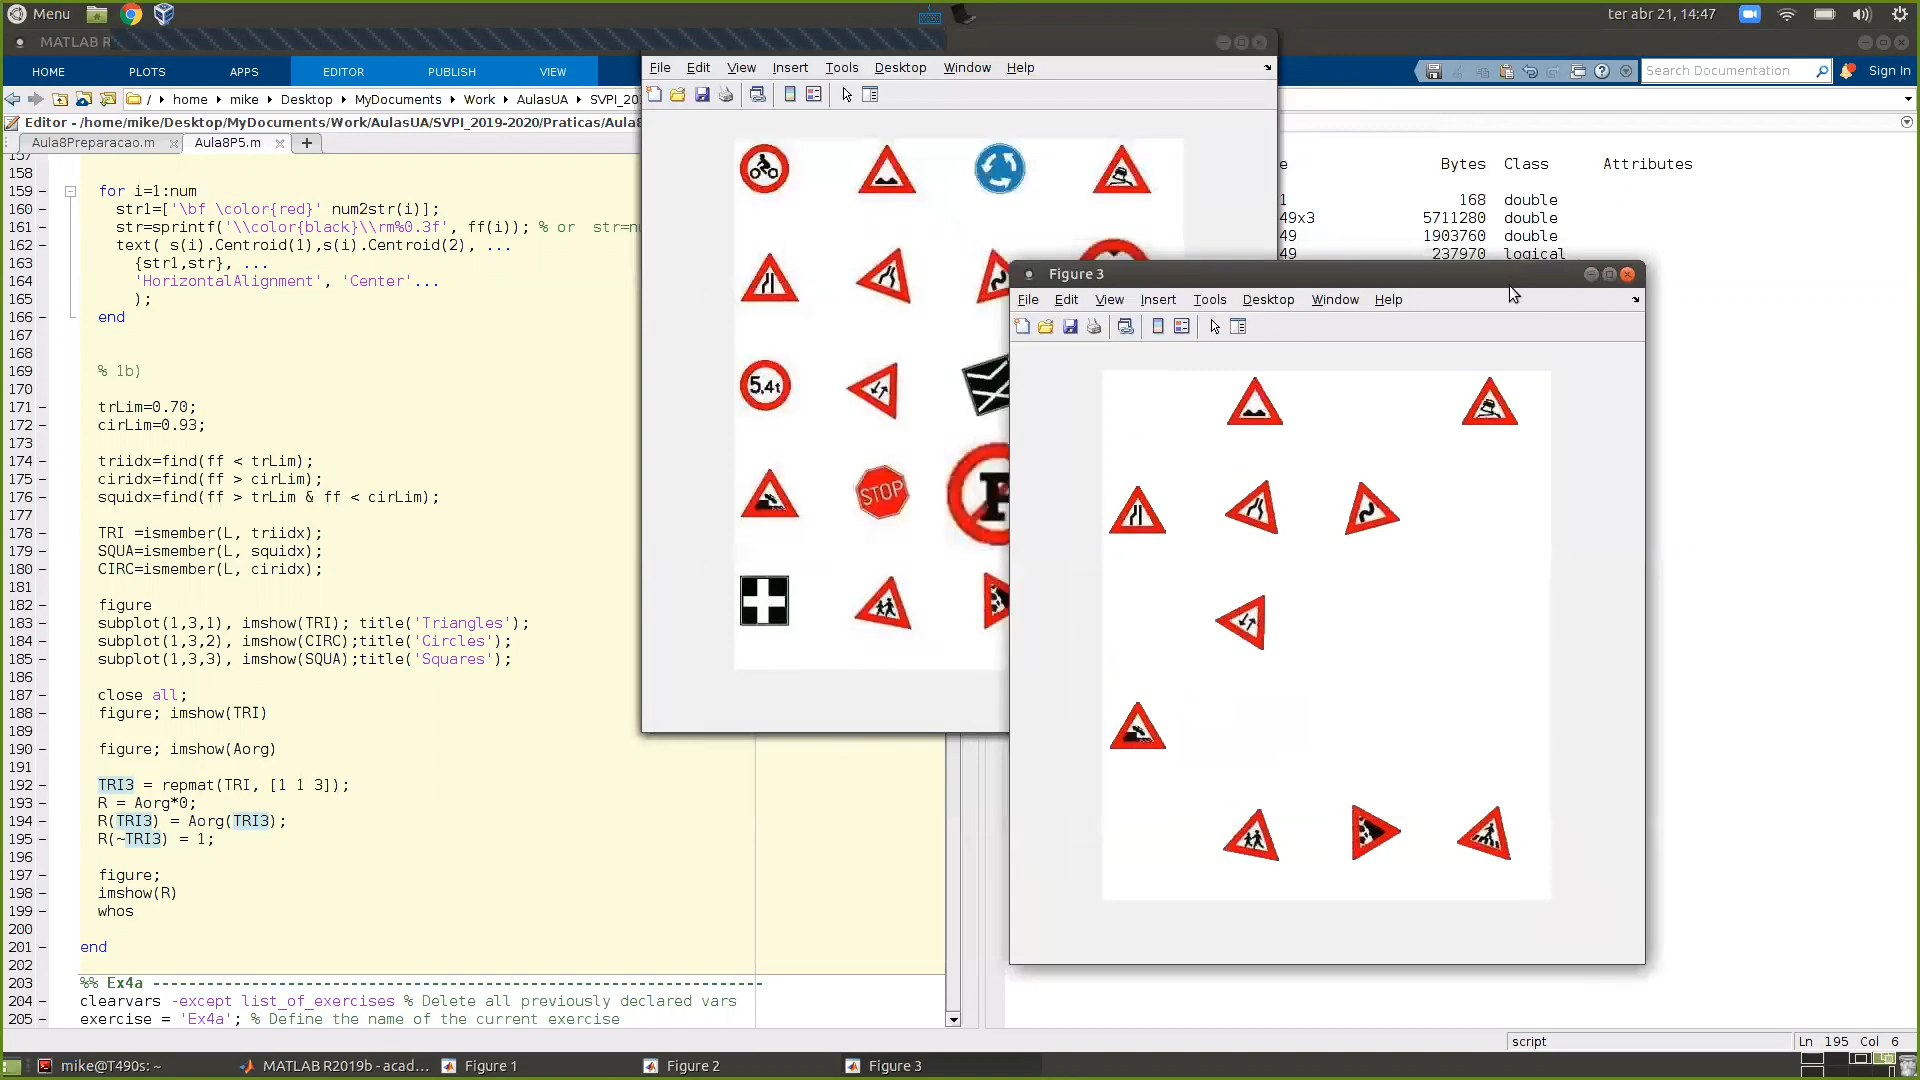 Menu
ter abr 21, 14:47
MATLAB R
HOME PLOTS APPS EDITOR PUBLISH VIEW
Search Documentation
Sign In
/ home mike Desktop MyDocuments Work AulasUA SVPI_20
Editor - /home/mike/Desktop/MyDocuments/Work/AulasUA/SVPI_2019-2020/Praticas/Aula8
Aula8Preparacao.m × Aula8P5.m × +
157
158
159 for i=1:num
160 str1=['\bf \color{red}' num2str(i)];
161 str=sprintf('\\color{black}\\rm%0.3f', ff(i)); % or str=nu
162 text( s(i).Centroid(1),s(i).Centroid(2), ...
163 {str1,str}, ...
164 'HorizontalAlignment', 'Center'...
165 );
166 end
167
168
169 % 1b)
170
171 trLim=0.70;
172 cirLim=0.93;
173
174 triidx=find(ff < trLim);
175 ciridx=find(ff > cirLim);
176 squidx=find(ff > trLim & ff < cirLim);
177
178 TRI =ismember(L, triidx);
179 SQUA=ismember(L, squidx);
180 CIRC=ismember(L, ciridx);
181
182 figure
183 subplot(1,3,1), imshow(TRI); title('Triangles');
184 subplot(1,3,2), imshow(CIRC);title('Circles');
185 subplot(1,3,3), imshow(SQUA);title('Squares');
186
187 close all;
188 figure; imshow(TRI)
189
190 figure; imshow(Aorg)
191
192 TRI3 = repmat(TRI, [1 1 3]);
193 R = Aorg*0;
194 R(TRI3) = Aorg(TRI3);
195 R(~TRI3) = 1;
196
197 figure;
198 imshow(R)
199 whos
200
201 end
202
203 %% Ex4a --------------------------------------------------------------------
204 clearvars -except list_of_exercises % Delete all previously declared vars
205 exercise = 'Ex4a'; % Define the name of the current exercise
File Edit View Insert Tools Desktop Window Help
5,4t
STOP
e Bytes Class Attributes
1 168 double
49x3 5711280 double
49 1903760 double
49 237970 logical
Figure 3
File Edit View Insert Tools Desktop Window Help
script
Ln 195 Col 6
mike@T490s: ~
MATLAB R2019b - acad...
Figure 1
Figure 2
Figure 3